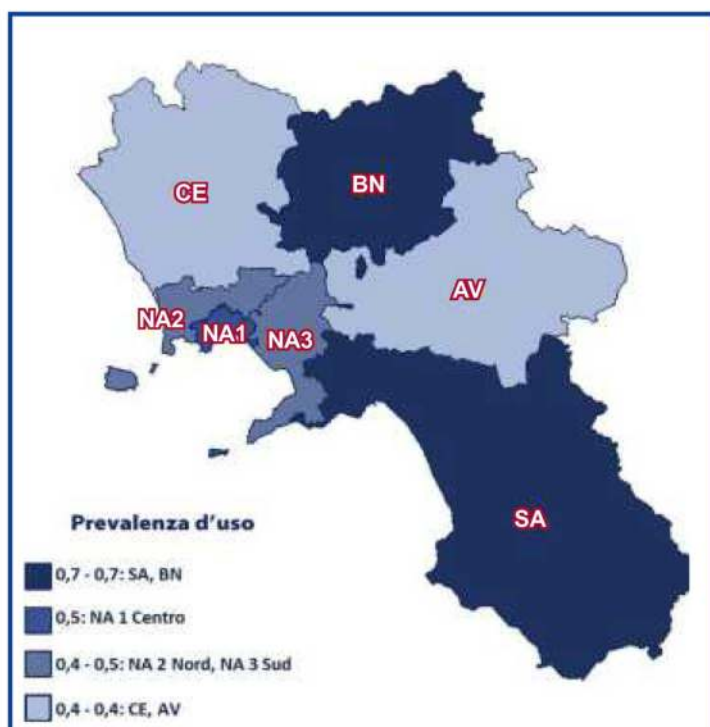 CE
BN
AV
NA2
NA1
NA3
SA
Prevalenza d'uso
0,7 - 0,7: SA, BN
0,5: NA 1 Centro
0,4 - 0,5: NA 2 Nord, NA 3 Sud
0,4 - 0,4: CE, AV